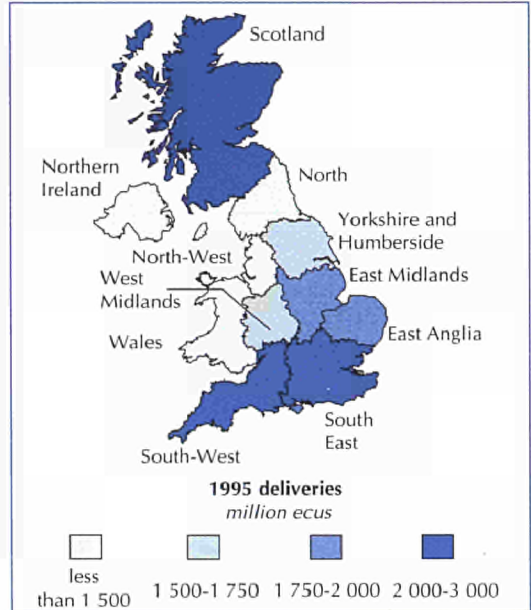 Scotland
Northern
Ireland
North
Yorkshire and
Humberside
North-West
West
Midlands
East Midlands
Wales
East Anglia
South
East
South-West
1995 deliveries
million ecus
less
than 1 500
1 500-1 750
1 750-2 000
2 000-3 000